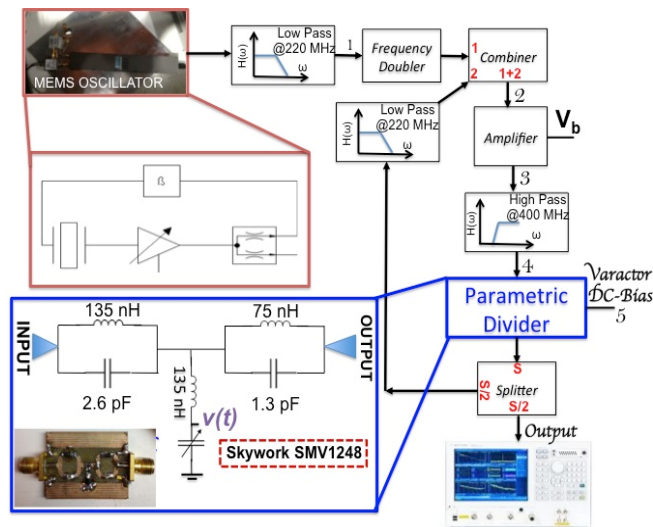 MEMS OSCILLATOR
Low Pass
@220 MHz
H(ω)
ω
1
Frequency
Doubler
1
Combiner
2
1+2
2
Low Pass
@220 MHz
H(ω)
ω
Amplifier
Vb
3
ß
High Pass
@400 MHz
H(ω)
ω
4
Varactor
DC-Bias
5
Parametric
Divider
135 nH
75 nH
INPUT
OUTPUT
2.6 pF
135 nH
1.3 pF
v(t)
Skywork SMV1248
S
S/2
Splitter
S/2
Output